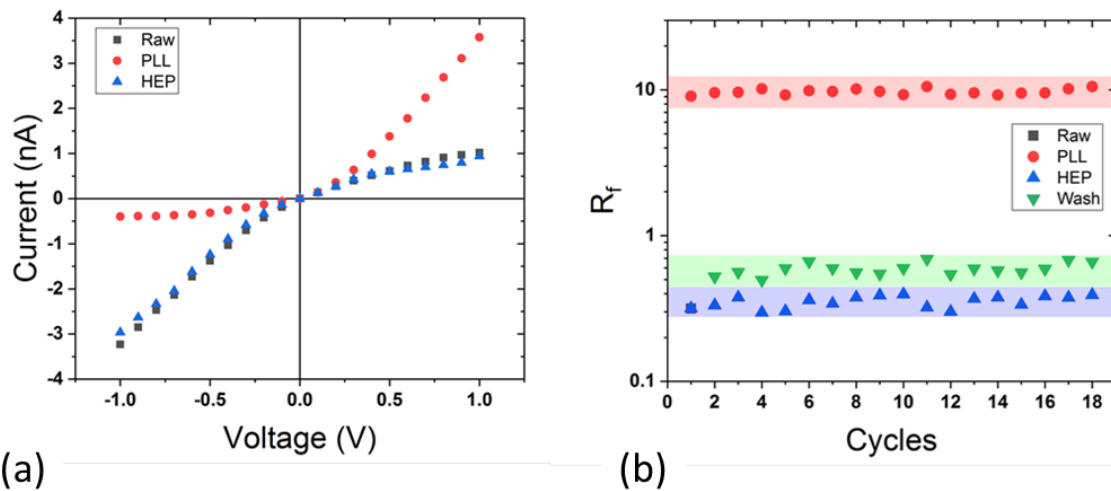 4
3
2
1
0
-1
-2
-3
-4
Current (nA)
Raw
PLL
HEP
-1.0 -0.5 0.0 0.5 1.0
Voltage (V)
(a)
10
1
0.1
R_f
Raw
PLL
HEP
Wash
0 2 4 6 8 10 12 14 16 18
Cycles
(b)